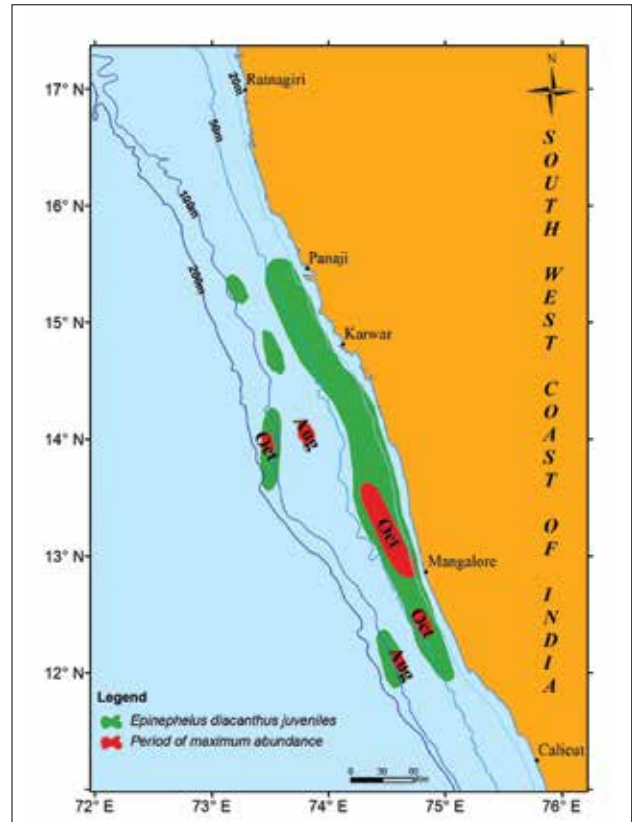 N
17° N
16° N
15° N
14° N
13° N
12° N
20m
50m
100m
200m
Ratnagiri
Panaji
Karwar
Mangalore
Calicut
SOUTH WEST COAST OF INDIA
Oct
Aug
Oct
Oct
Aug
Legend
Epinephelus diacanthus juveniles
Period of maximum abundance
0
72° E
73° E
74° E
75° E
76° E